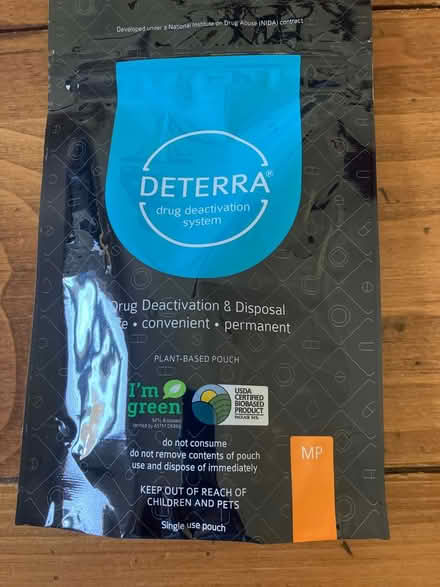 Developed under a National Institute on Drug Abuse (NIDA) contract
DETERRA®
drug deactivation
system
Drug Deactivation & Disposal
• convenient • permanent
PLANT-BASED POUCH
I'm
green
USDA
CERTIFIED
BIOBASED
PRODUCT
do not consume
do not remove contents of pouch
use and dispose of immediately
MP
KEEP OUT OF REACH OF
CHILDREN AND PETS
Single use pouch